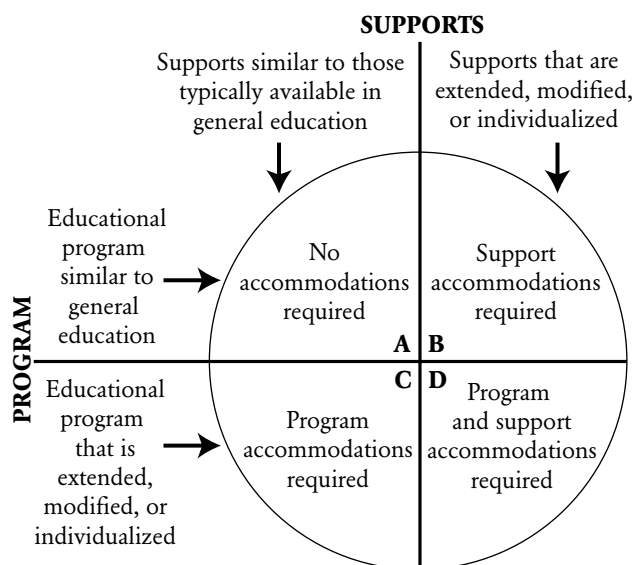 SUPPORTS
Supports similar to those
typically available in
general education
Supports that are
extended, modified,
or individualized
PROGRAM
Educational
program
similar to
general
education
No
accommodations
required
Support
accommodations
required
A
B
C
D
Educational
program
that is
extended,
modified, or
individualized
Program
accommodations
required
Program
and support
accommodations
required